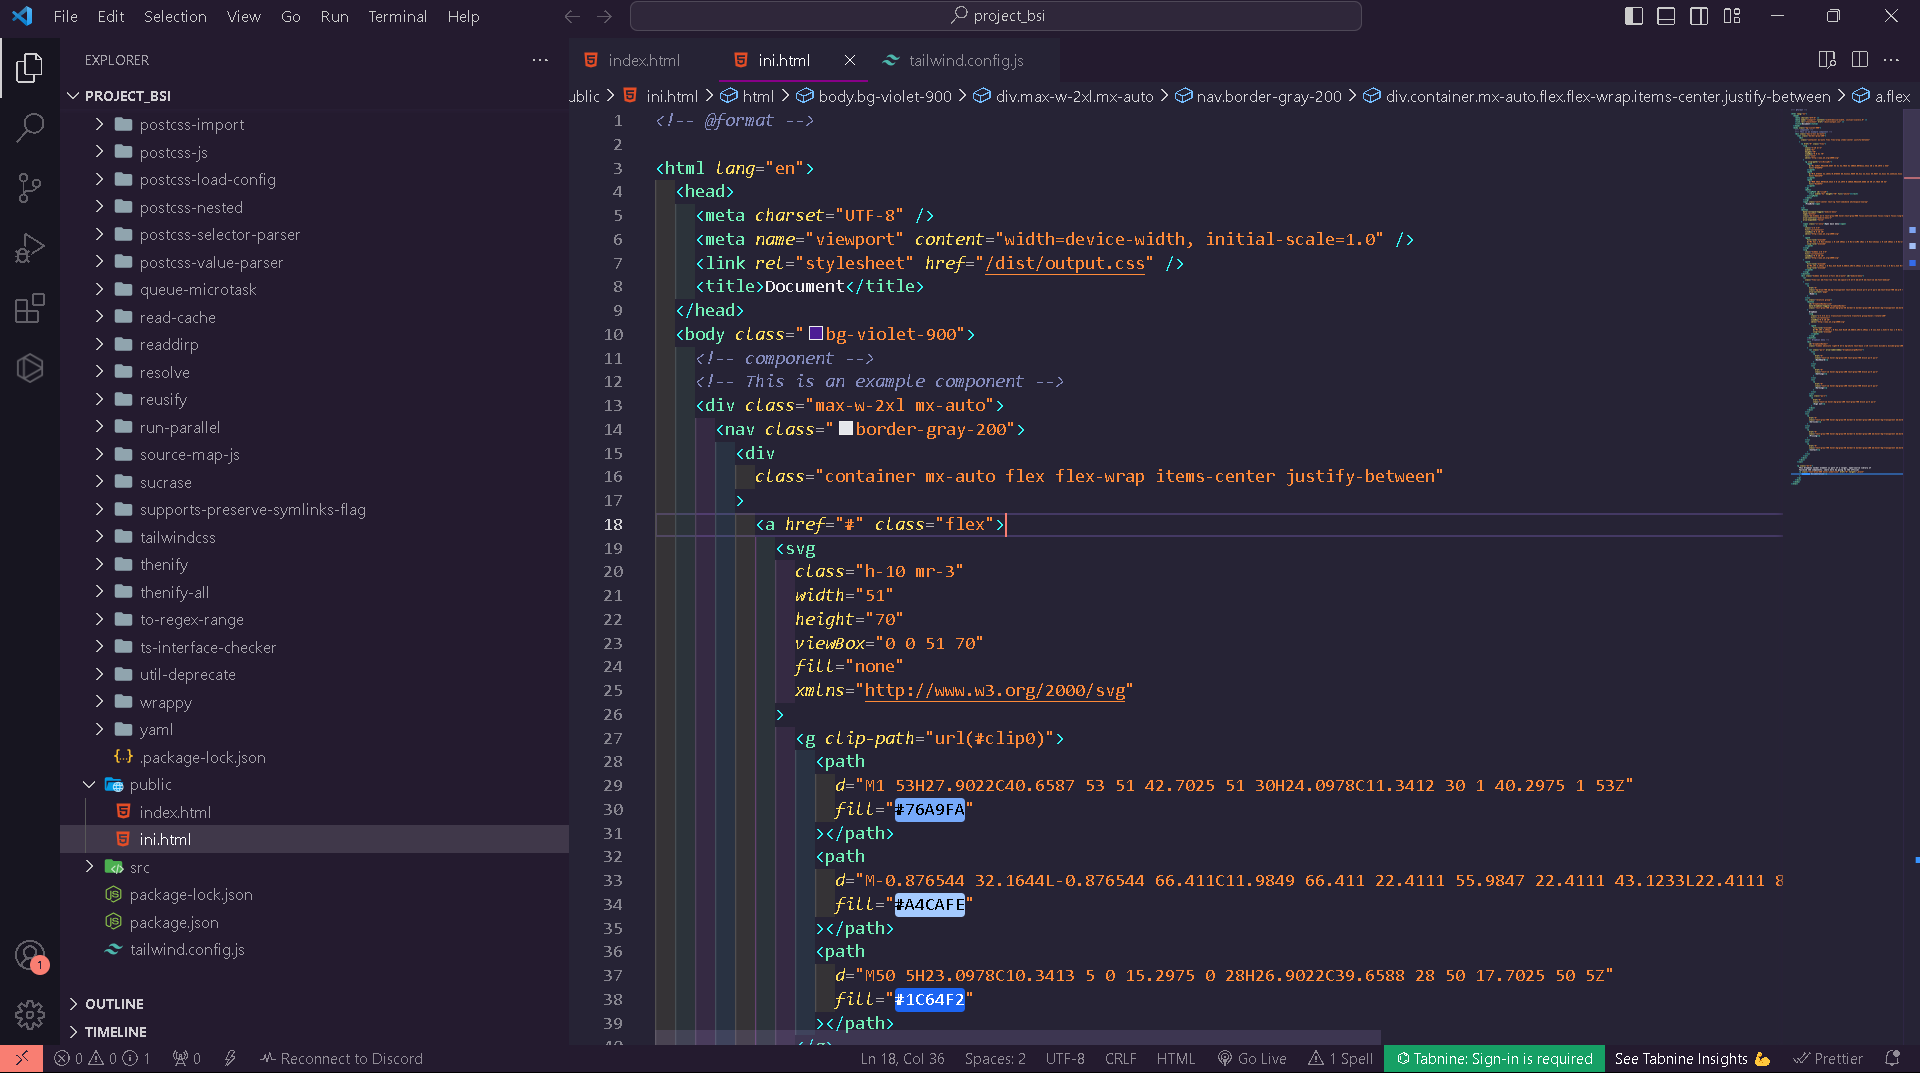 File Edit Selection View Go Run Terminal Help
project_bsi
EXPLORER
PROJECT_BSI
postcss-import
postcss-js
postcss-load-config
postcss-nested
postcss-selector-parser
postcss-value-parser
queue-microtask
read-cache
readdirp
resolve
reusify
run-parallel
source-map-js
sucrase
supports-preserve-symlinks-flag
tailwindcss
thenify
thenify-all
to-regex-range
ts-interface-checker
util-deprecate
wrappy
yaml
.package-lock.json
public
index.html
ini.html
src
package-lock.json
package.json
tailwind.config.js
OUTLINE
TIMELINE
1
index.html ini.html tailwind.config.js
ublic > ini.html > html > body.bg-violet-900 > div.max-w-2xl.mx-auto > nav.border-gray-200 > div.container.mx-auto.flex.flex-wrap.items-center.justify-between > a.flex
1 <!-- @format -->
2
3 <html lang="en">
4 <head>
5 <meta charset="UTF-8" />
6 <meta name="viewport" content="width=device-width, initial-scale=1.0" />
7 <link rel="stylesheet" href="/dist/output.css" />
8 <title>Document</title>
9 </head>
10 <body class="bg-violet-900">
11 <!-- component -->
12 <!-- This is an example component -->
13 <div class="max-w-2xl mx-auto">
14 <nav class="border-gray-200">
15 <div
16 class="container mx-auto flex flex-wrap items-center justify-between"
17 >
18 <a href="#" class="flex">
19 <svg
20 class="h-10 mr-3"
21 width="51"
22 height="70"
23 viewBox="0 0 51 70"
24 fill="none"
25 xmlns="http://www.w3.org/2000/svg"
26 >
27 <g clip-path="url(#clip0)">
28 <path
29 d="M1 53H27.9022C40.6587 53 51 42.7025 51 30H24.0978C11.3412 30 1 40.2975 1 53Z"
30 fill="#76A9FA"
31 ></path>
32 <path
33 d="M-0.876544 32.1644L-0.876544 66.411C11.9849 66.411 22.4111 55.9847 22.4111 43.1233L22.4111 8
34 fill="#A4CAFE"
35 ></path>
36 <path
37 d="M50 5H23.0978C10.3413 5 0 15.2975 0 28H26.9022C39.6588 28 50 17.7025 50 5Z"
38 fill="#1C64F2"
39 ></path>
0 0 1 0 Reconnect to Discord Ln 18, Col 36 Spaces: 2 UTF-8 CRLF HTML Go Live 1 Spell Tabnine: Sign-in is required See Tabnine Insights Prettier